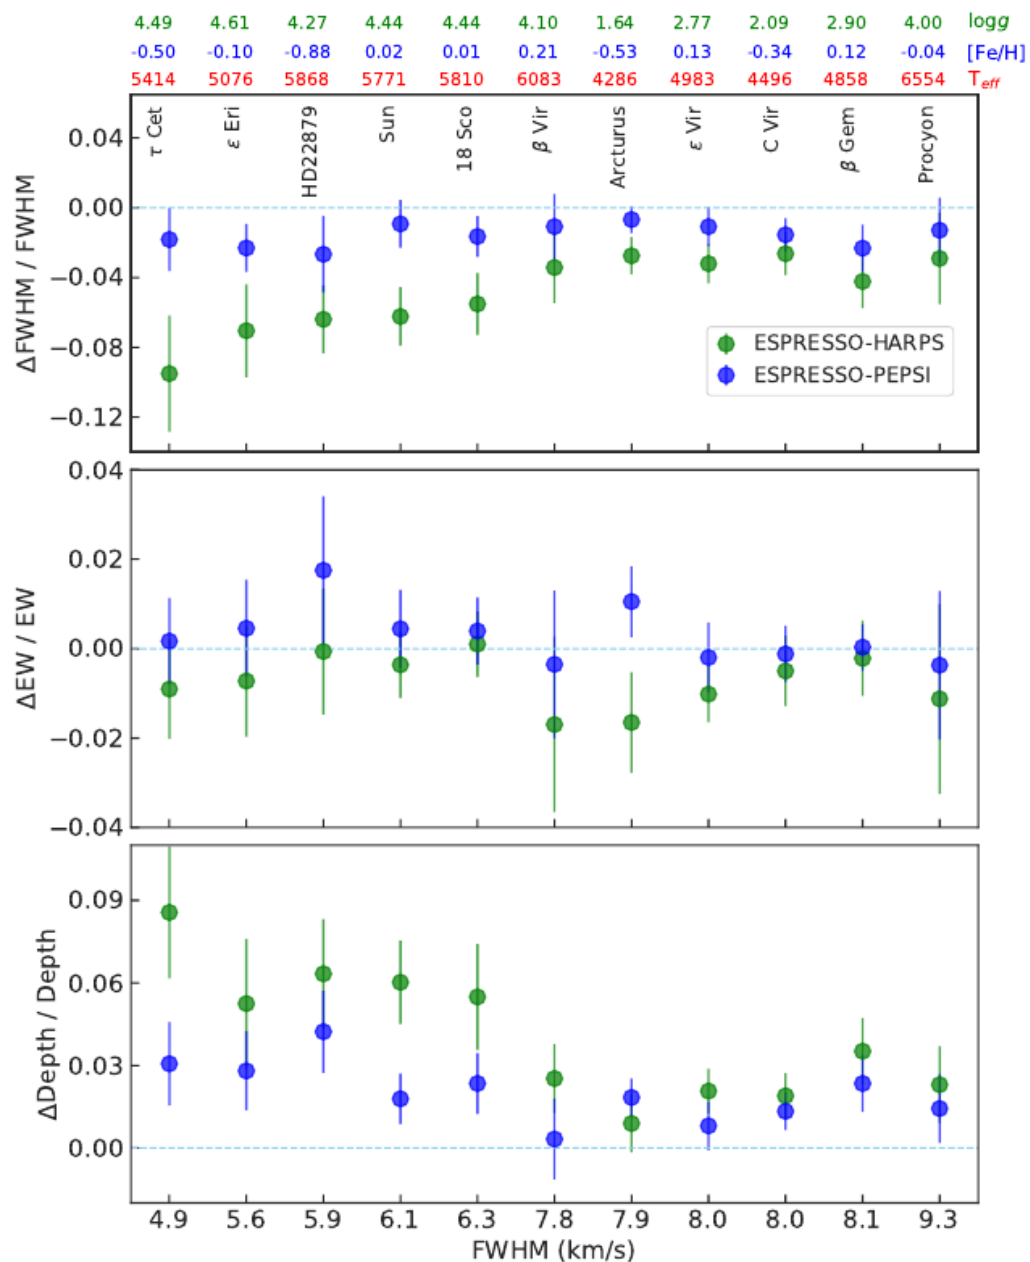 4.49 4.61 4.27 4.44 4.44 4.10 1.64 2.77 2.09 2.90 4.00 logg
-0.50 -0.10 -0.88 0.02 0.01 0.21 -0.53 0.13 -0.34 0.12 -0.04 [Fe/H]
5414 5076 5868 5771 5810 6083 4286 4983 4496 4858 6554 Teff
τ Cet
ε Eri
HD22879
Sun
18 Sco
β Vir
Arcturus
ε Vir
C Vir
β Gem
Procyon
ΔFWHM / FWHM
0.04
0.00
−0.04
−0.08
−0.12
ESPRESSO-HARPS
ESPRESSO-PEPSI
ΔEW / EW
0.04
0.02
0.00
−0.02
−0.04
ΔDepth / Depth
0.09
0.06
0.03
0.00
4.9 5.6 5.9 6.1 6.3 7.8 7.9 8.0 8.0 8.1 9.3
FWHM (km/s)